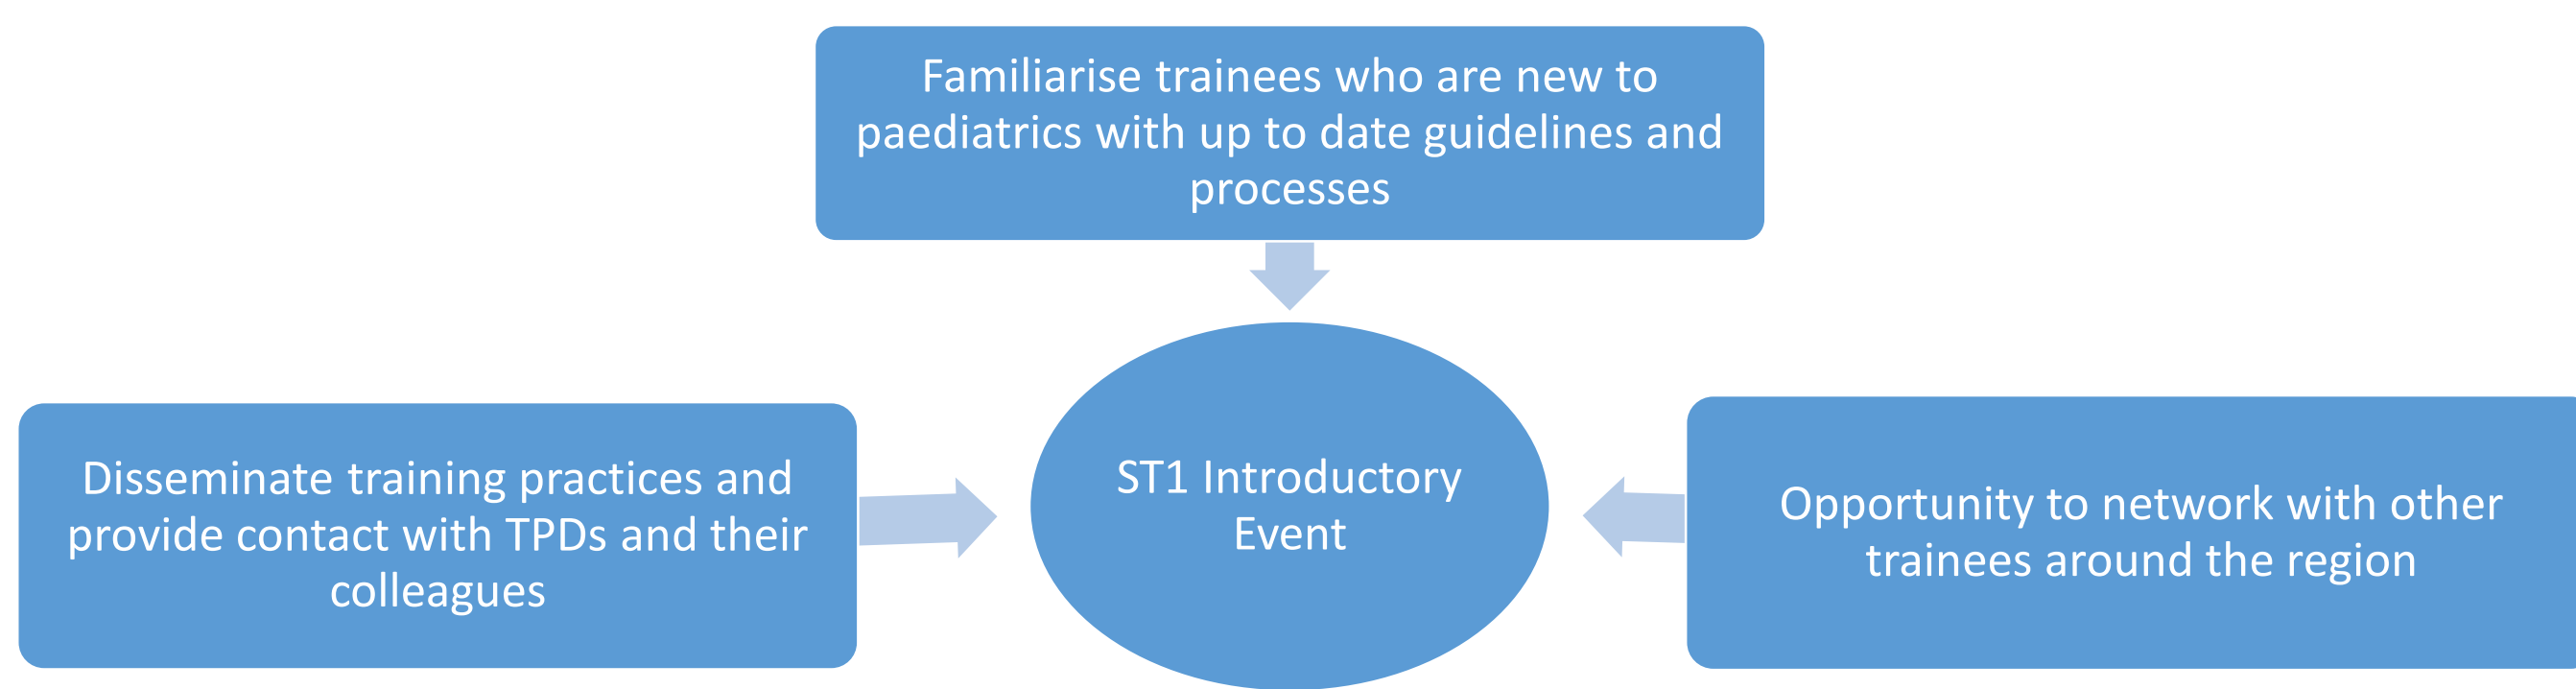 Familiarise trainees who are new to
paediatrics with up to date guidelines and
processes
Disseminate training practices and
provide contact with TPDs and their
colleagues
ST1 Introductory
Event
Opportunity to network with other
trainees around the region